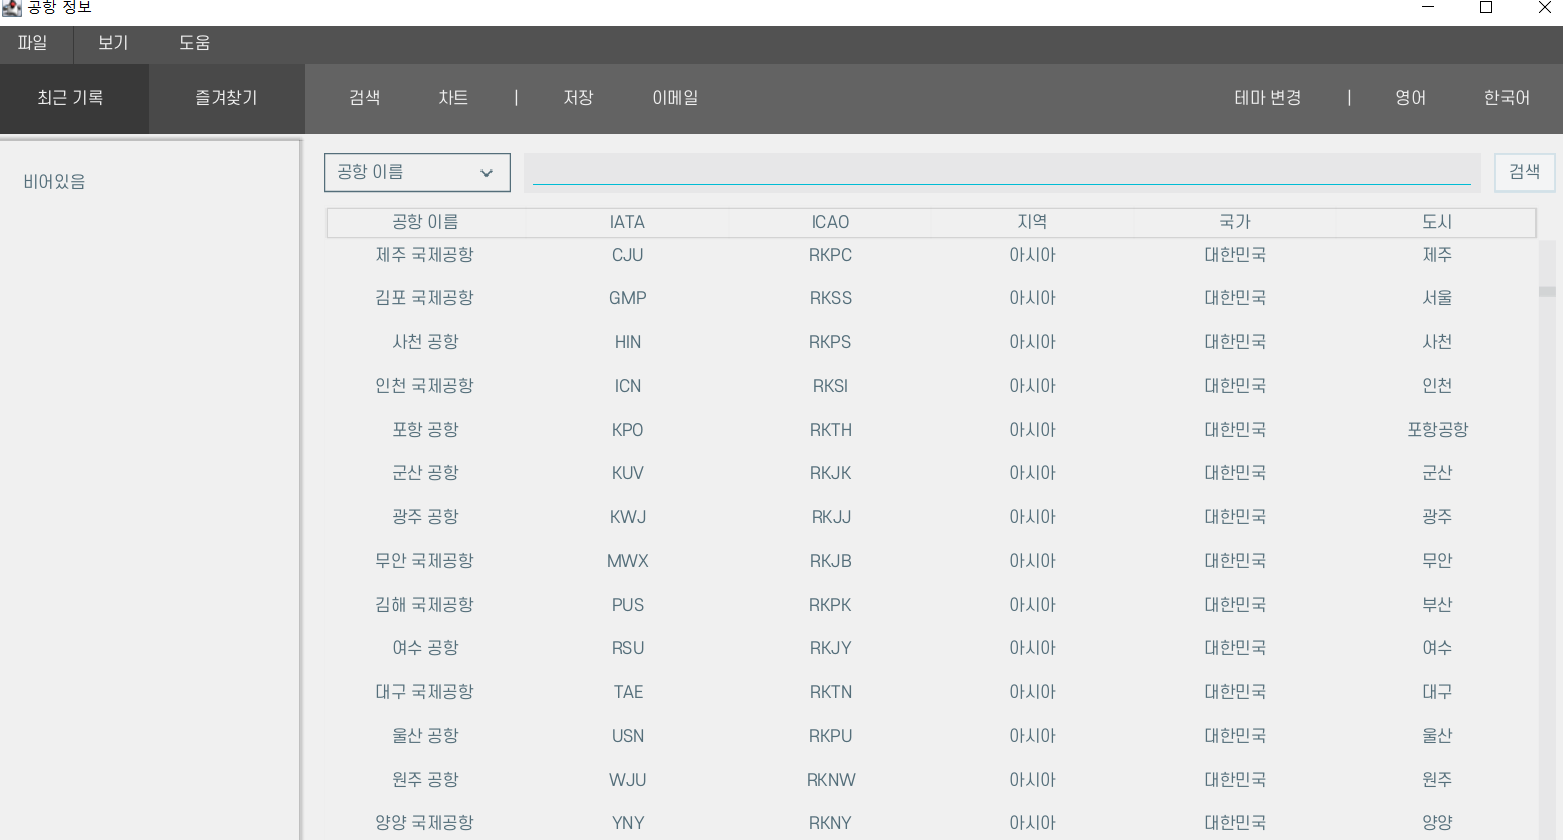 공항 정보
파일 보기 도움
최근 기록 즐겨찾기 검색 차트 | 저장 이메일 테마 변경 | 영어 한국어
비어있음
공항 이름 검색
공항 이름 IATA ICAO 지역 국가 도시
제주 국제공항 CJU RKPC 아시아 대한민국 제주
김포 국제공항 GMP RKSS 아시아 대한민국 서울
사천 공항 HIN RKPS 아시아 대한민국 사천
인천 국제공항 ICN RKSI 아시아 대한민국 인천
포항 공항 KPO RKTH 아시아 대한민국 포항공항
군산 공항 KUV RKJK 아시아 대한민국 군산
광주 공항 KWJ RKJJ 아시아 대한민국 광주
무안 국제공항 MWX RKJB 아시아 대한민국 무안
김해 국제공항 PUS RKPK 아시아 대한민국 부산
여수 공항 RSU RKJY 아시아 대한민국 여수
대구 국제공항 TAE RKTN 아시아 대한민국 대구
울산 공항 USN RKPU 아시아 대한민국 울산
원주 공항 WJU RKNW 아시아 대한민국 원주
양양 국제공항 YNY RKNY 아시아 대한민국 양양